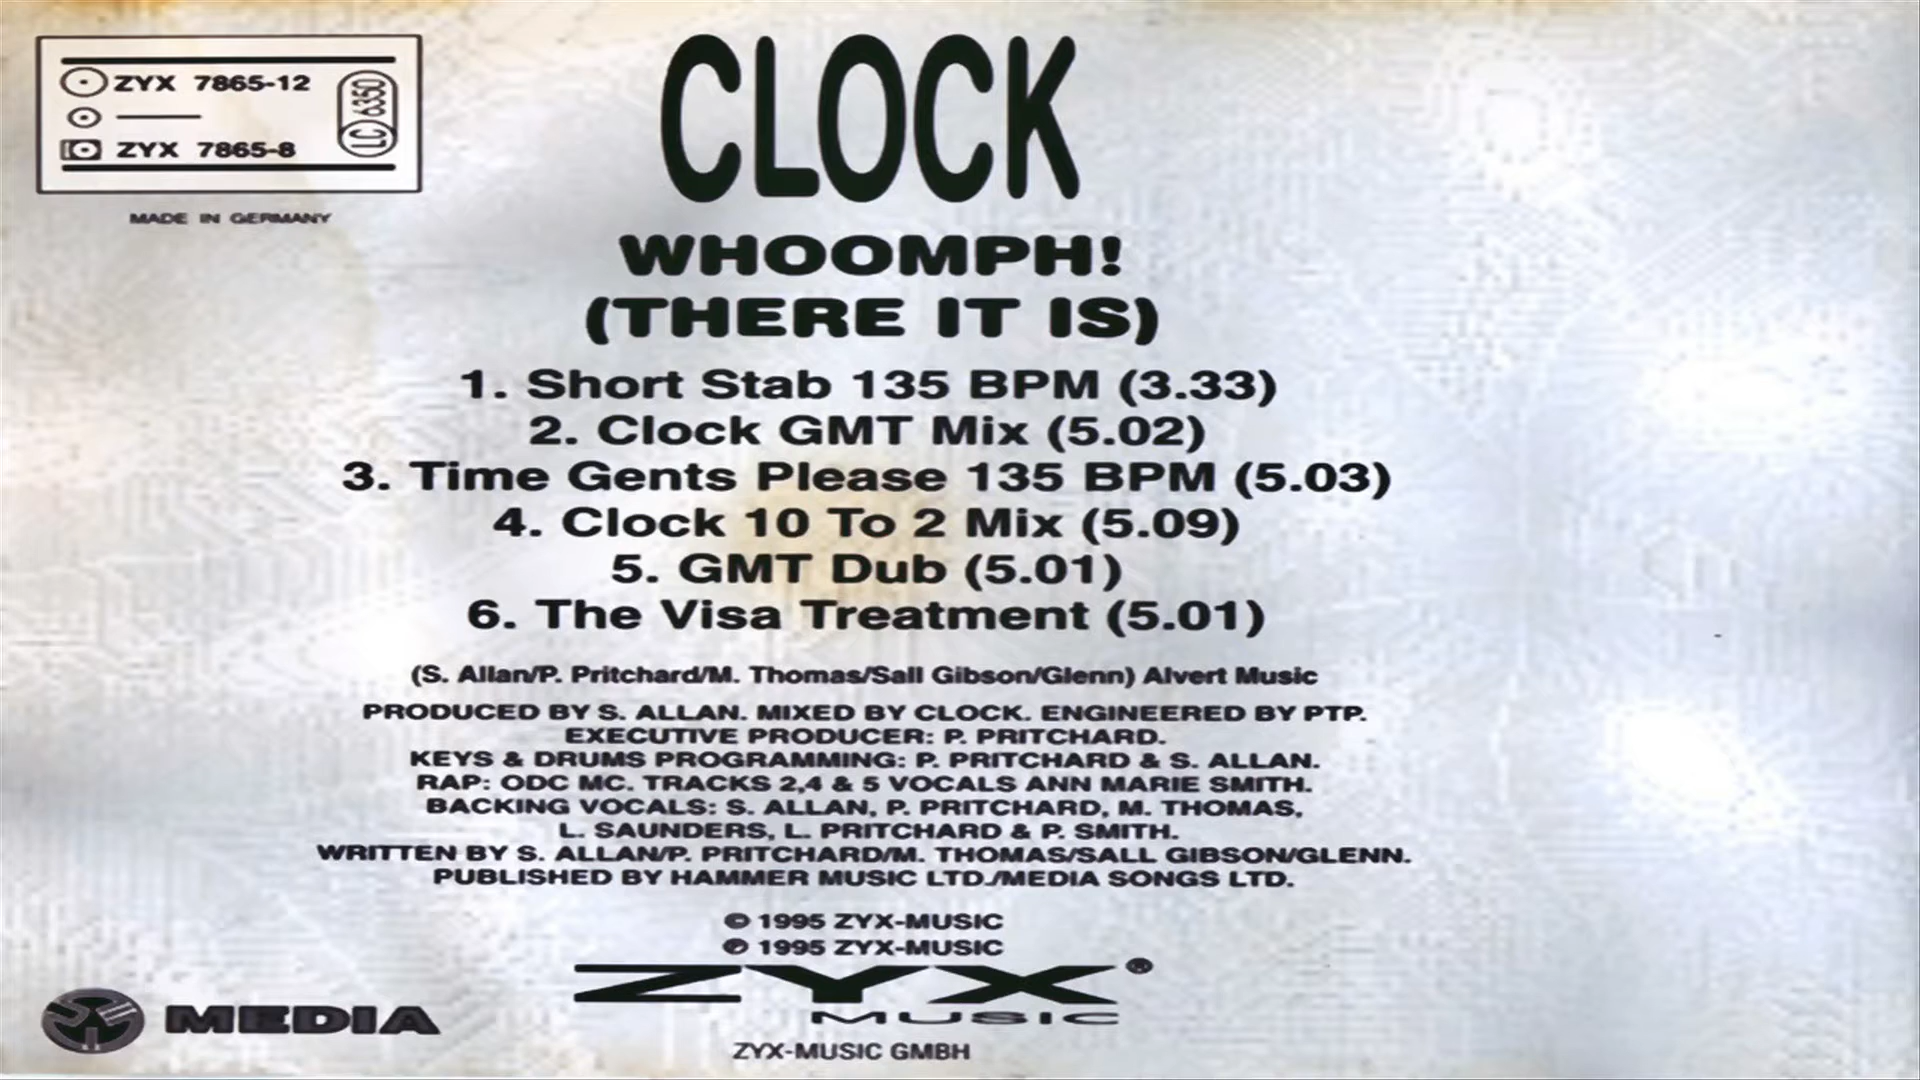 ZYX 7865-12
ZYX 7865-8
LC 6350
MADE IN GERMANY
CLOCK
WHOOMPH!
(THERE IT IS)
1. Short Stab 135 BPM (3.33)
2. Clock GMT Mix (5.02)
3. Time Gents Please 135 BPM (5.03)
4. Clock 10 To 2 Mix (5.09)
5. GMT Dub (5.01)
6. The Visa Treatment (5.01)
(S. Allan/P. Pritchard/M. Thomas/Sall Gibson/Glenn) Alvert Music
PRODUCED BY S. ALLAN. MIXED BY CLOCK. ENGINEERED BY PTP.
EXECUTIVE PRODUCER: P. PRITCHARD.
KEYS & DRUMS PROGRAMMING: P. PRITCHARD & S. ALLAN.
RAP: ODC MC. TRACKS 2,4 & 5 VOCALS ANN MARIE SMITH.
BACKING VOCALS: S. ALLAN, P. PRITCHARD, M. THOMAS,
L. SAUNDERS, L. PRITCHARD & P. SMITH.
WRITTEN BY S. ALLAN/P. PRITCHARD/M. THOMAS/SALL GIBSON/GLENN.
PUBLISHED BY HAMMER MUSIC LTD./MEDIA SONGS LTD.
© 1995 ZYX-MUSIC
℗ 1995 ZYX-MUSIC
ZYX®
MUSIC
MEDIA
ZYX-MUSIC GMBH